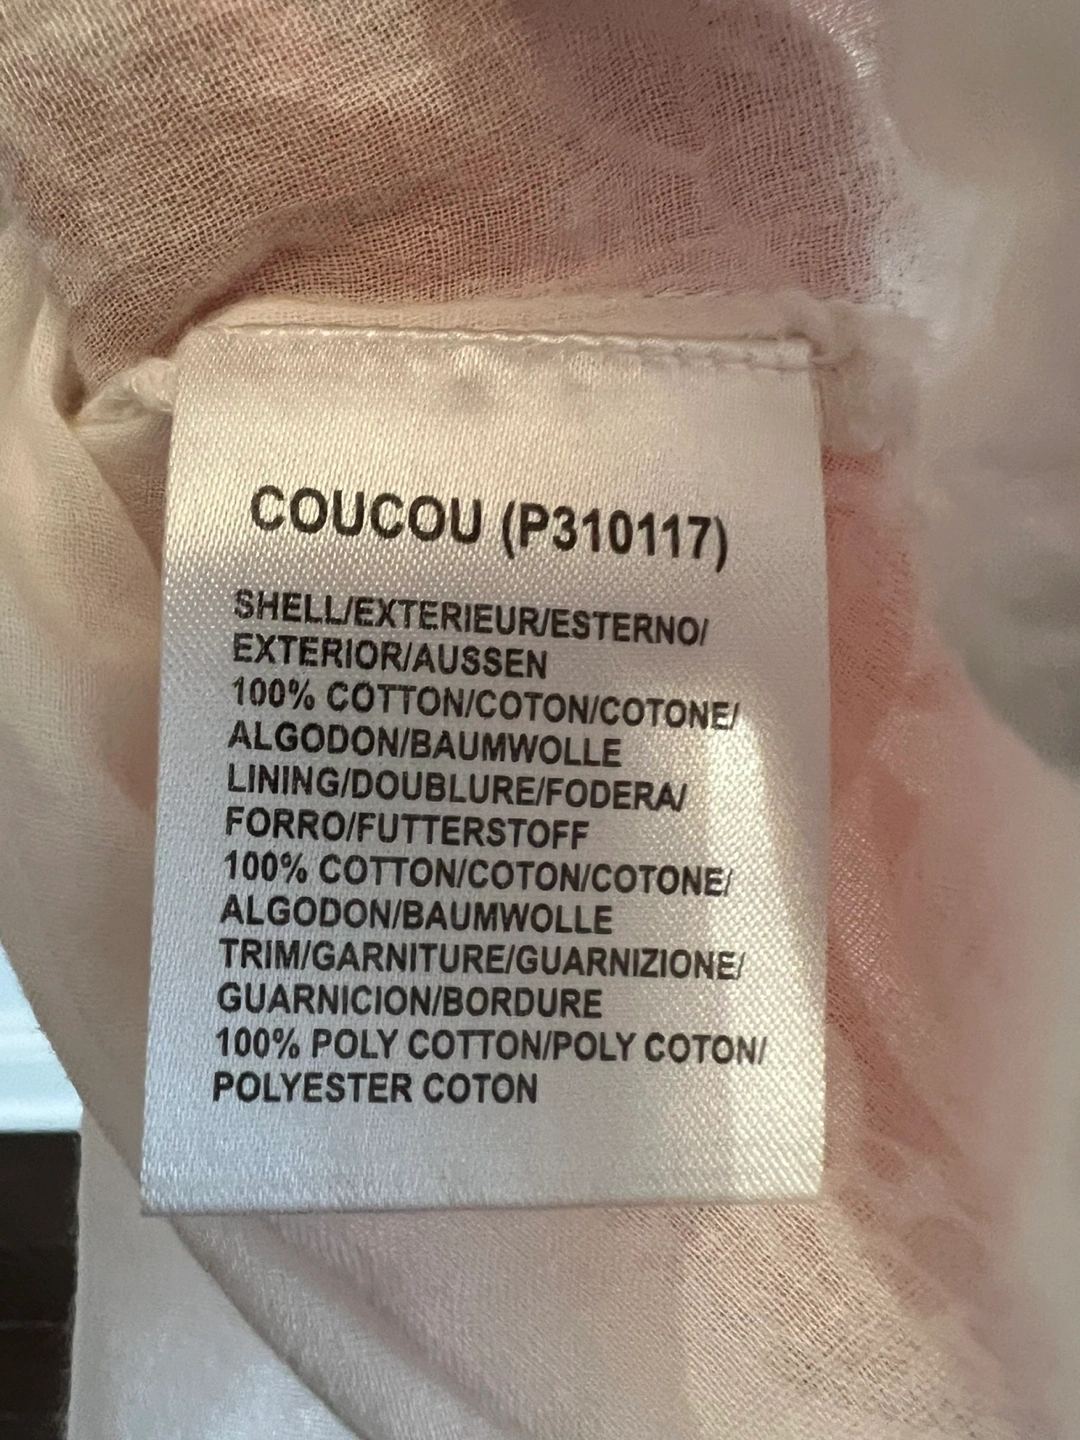 COUCOU (P310117)
SHELL/EXTERIEUR/ESTERNO/
EXTERIOR/AUSSEN
100% COTTON/COTON/COTONE/
ALGODON/BAUMWOLLE
LINING/DOUBLURE/FODERA/
FORRO/FUTTERSTOFF
100% COTTON/COTON/COTONE/
ALGODON/BAUMWOLLE
TRIM/GARNITURE/GUARNIZIONE/
GUARNICION/BORDURE
100% POLY COTTON/POLY COTON/
POLYESTER COTON